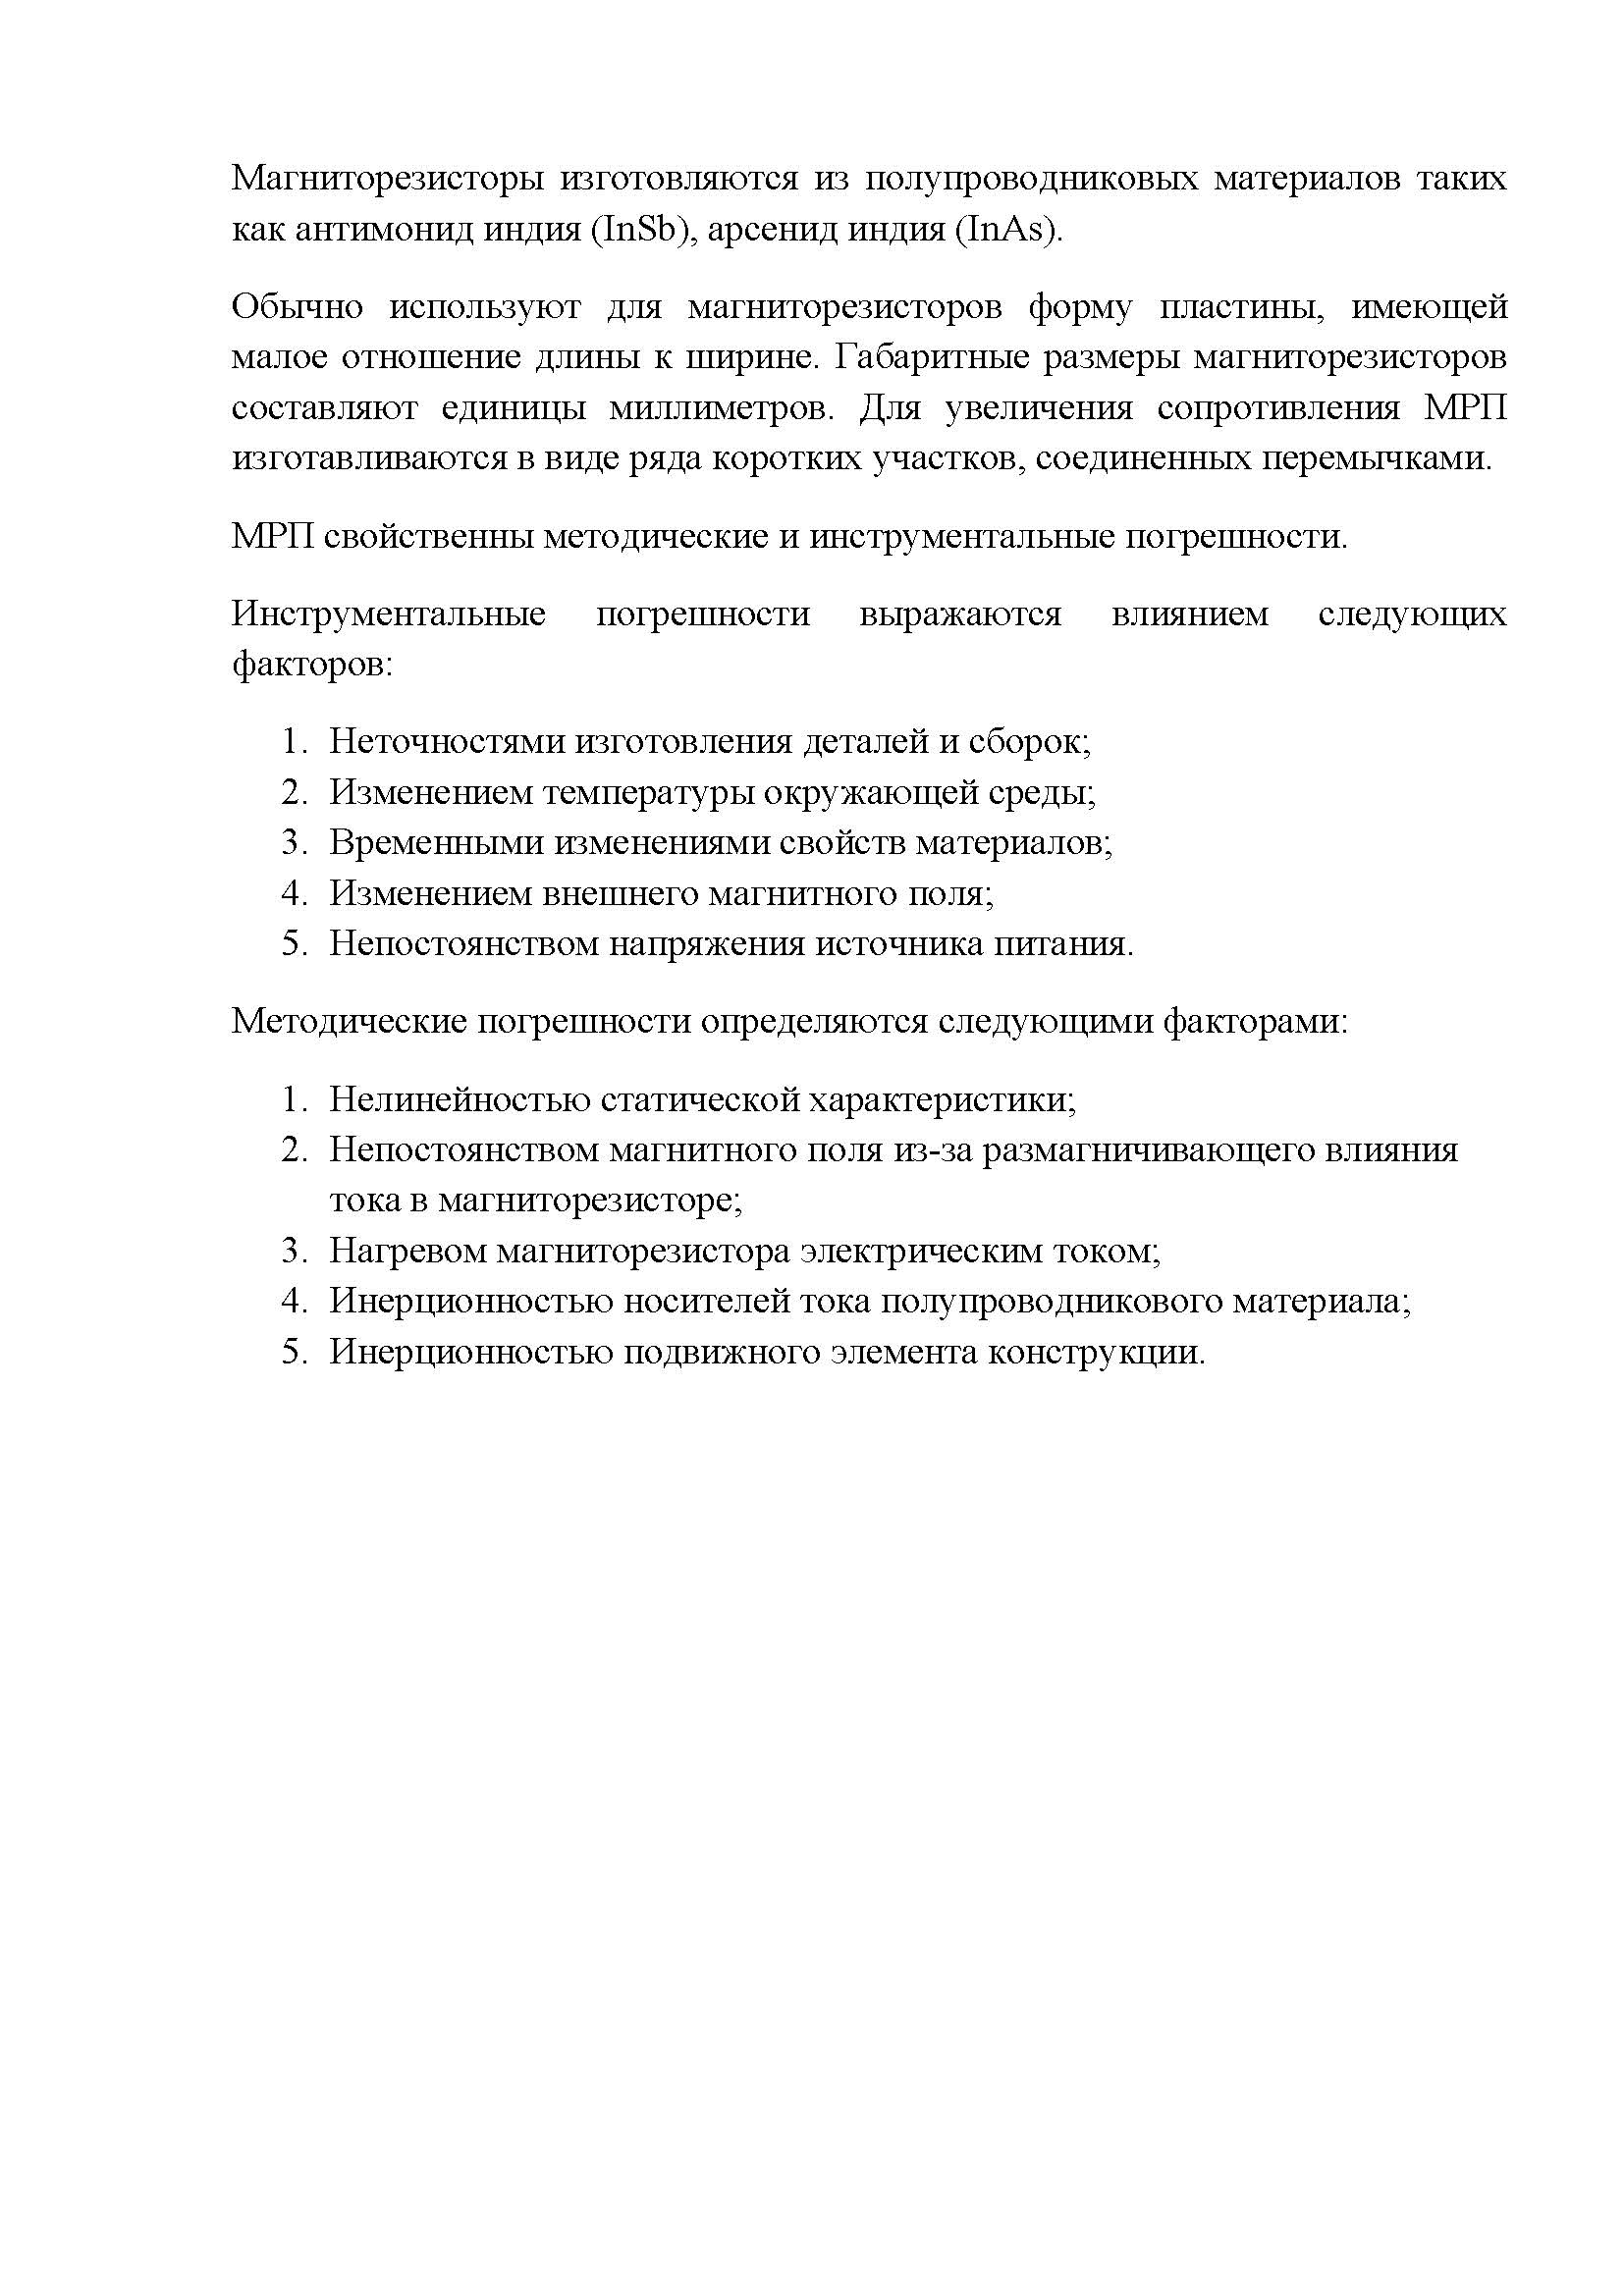 Магниторезисторы изготовляются из полупроводниковых материалов таких
как антимонид индия (InSb), арсенид индия (InAs).
Обычно используют для магниторезисторов форму пластины, имеющей
малое отношение длины к ширине. Габаритные размеры магниторезисторов
составляют единицы миллиметров. Для увеличения сопротивления МРП
изготавливаются в виде ряда коротких участков, соединенных перемычками.
МРП свойственны методические и инструментальные погрешности.
Инструментальные погрешности выражаются влиянием следующих
факторов:
1. Неточностями изготовления деталей и сборок;
2. Изменением температуры окружающей среды;
3. Временными изменениями свойств материалов;
4. Изменением внешнего магнитного поля;
5. Непостоянством напряжения источника питания.
Методические погрешности определяются следующими факторами:
1. Нелинейностью статической характеристики;
2. Непостоянством магнитного поля из-за размагничивающего влияния
тока в магниторезисторе;
3. Нагревом магниторезистора электрическим током;
4. Инерционностью носителей тока полупроводникового материала;
5. Инерционностью подвижного элемента конструкции.